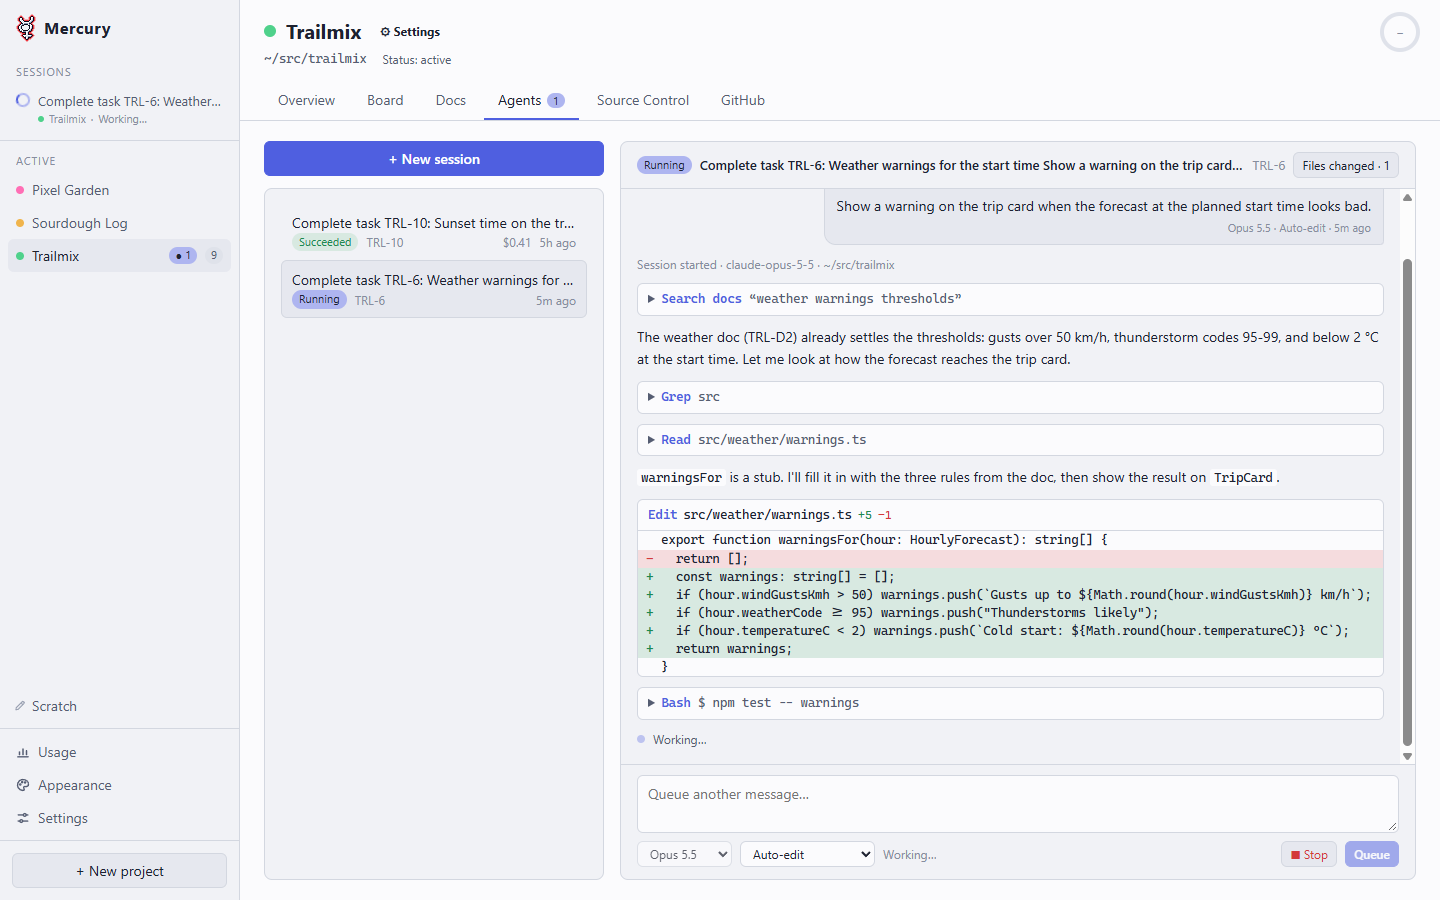 Mercury
SESSIONS
Complete task TRL-6: Weather...
Trailmix · Working...
ACTIVE
Pixel Garden
Sourdough Log
Trailmix
1
9
Scratch
Usage
Appearance
Settings
+ New project
Trailmix
Settings
~/src/trailmix
Status: active
–
Overview
Board
Docs
Agents 1
Source Control
GitHub
+ New session
Complete task TRL-10: Sunset time on the tr...
Succeeded TRL-10 $0.41 5h ago
Complete task TRL-6: Weather warnings for ...
Running TRL-6 5m ago
Running Complete task TRL-6: Weather warnings for the start time Show a warning on the trip card... TRL-6 Files changed · 1
Show a warning on the trip card when the forecast at the planned start time looks bad.
Opus 5.5 · Auto-edit · 5m ago
Session started · claude-opus-5-5 · ~/src/trailmix
Search docs “weather warnings thresholds”
The weather doc (TRL-D2) already settles the thresholds: gusts over 50 km/h, thunderstorm codes 95-99, and below 2 °C
at the start time. Let me look at how the forecast reaches the trip card.
Grep src
Read src/weather/warnings.ts
warningsFor is a stub. I'll fill it in with the three rules from the doc, then show the result on TripCard.
Edit src/weather/warnings.ts +5 −1
export function warningsFor(hour: HourlyForecast): string[] {
− return [];
+ const warnings: string[] = [];
+ if (hour.windGustsKmh > 50) warnings.push(`Gusts up to ${Math.round(hour.windGustsKmh)} km/h`);
+ if (hour.weatherCode ≥ 95) warnings.push("Thunderstorms likely");
+ if (hour.temperatureC < 2) warnings.push(`Cold start: ${Math.round(hour.temperatureC)} °C`);
+ return warnings;
}
Bash $ npm test -- warnings
Working...
Queue another message...
Opus 5.5
Auto-edit
Working...
Stop
Queue